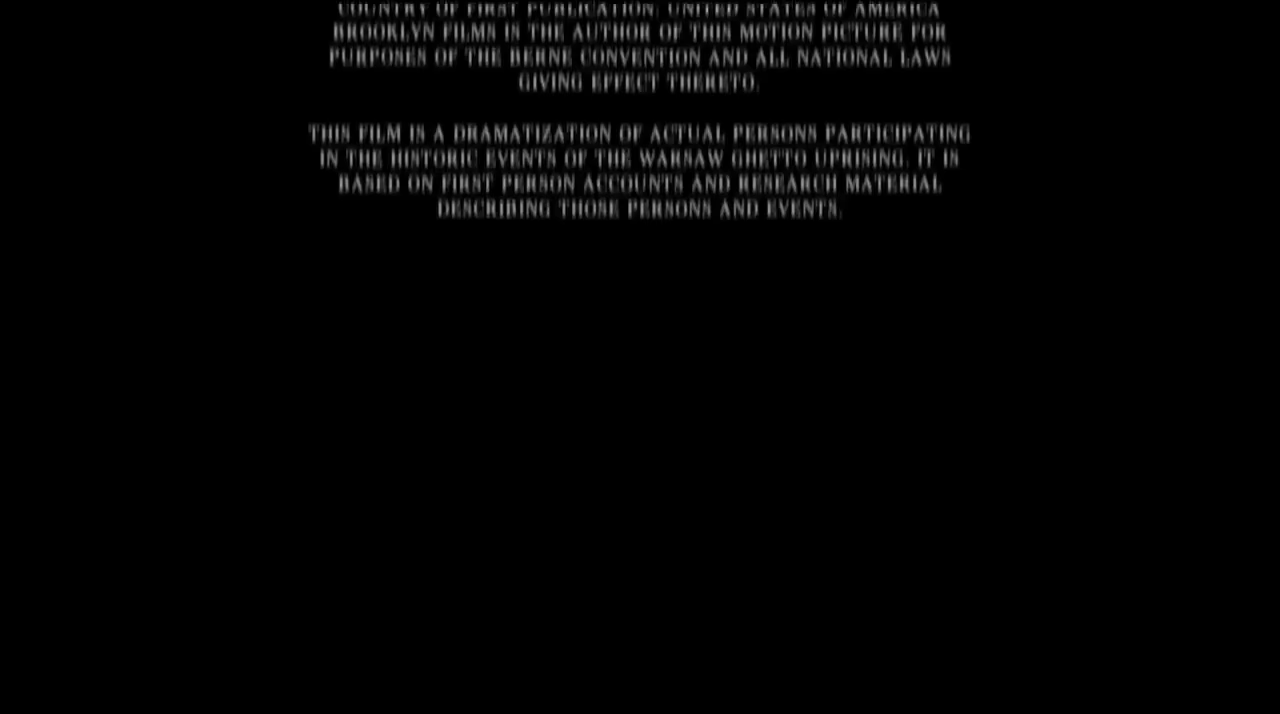 COUNTRY OF FIRST PUBLICATION: UNITED STATES OF AMERICA
BROOKLYN FILMS IS THE AUTHOR OF THIS MOTION PICTURE FOR
PURPOSES OF THE BERNE CONVENTION AND ALL NATIONAL LAWS
GIVING EFFECT THERETO.
THIS FILM IS A DRAMATIZATION OF ACTUAL PERSONS PARTICIPATING
IN THE HISTORIC EVENTS OF THE WARSAW GHETTO UPRISING. IT IS
BASED ON FIRST PERSON ACCOUNTS AND RESEARCH MATERIAL
DESCRIBING THOSE PERSONS AND EVENTS.